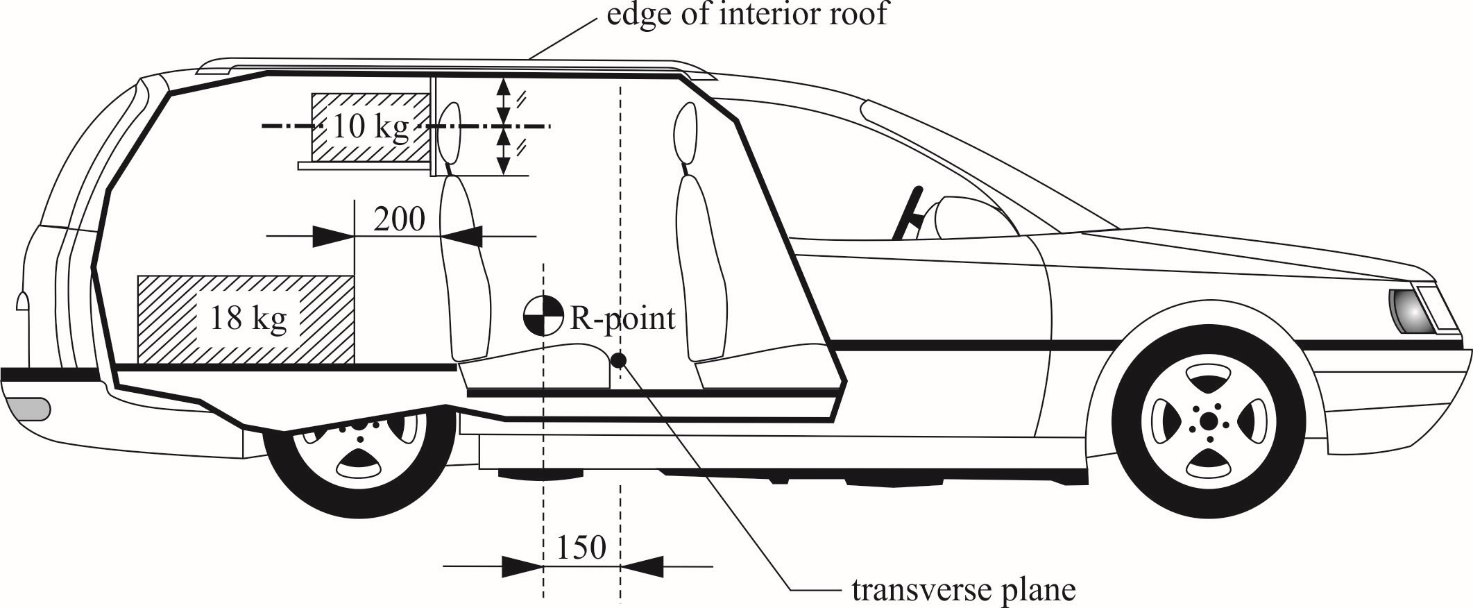 edge of interior roof
10 kg
200
18 kg
R-point
150
transverse plane